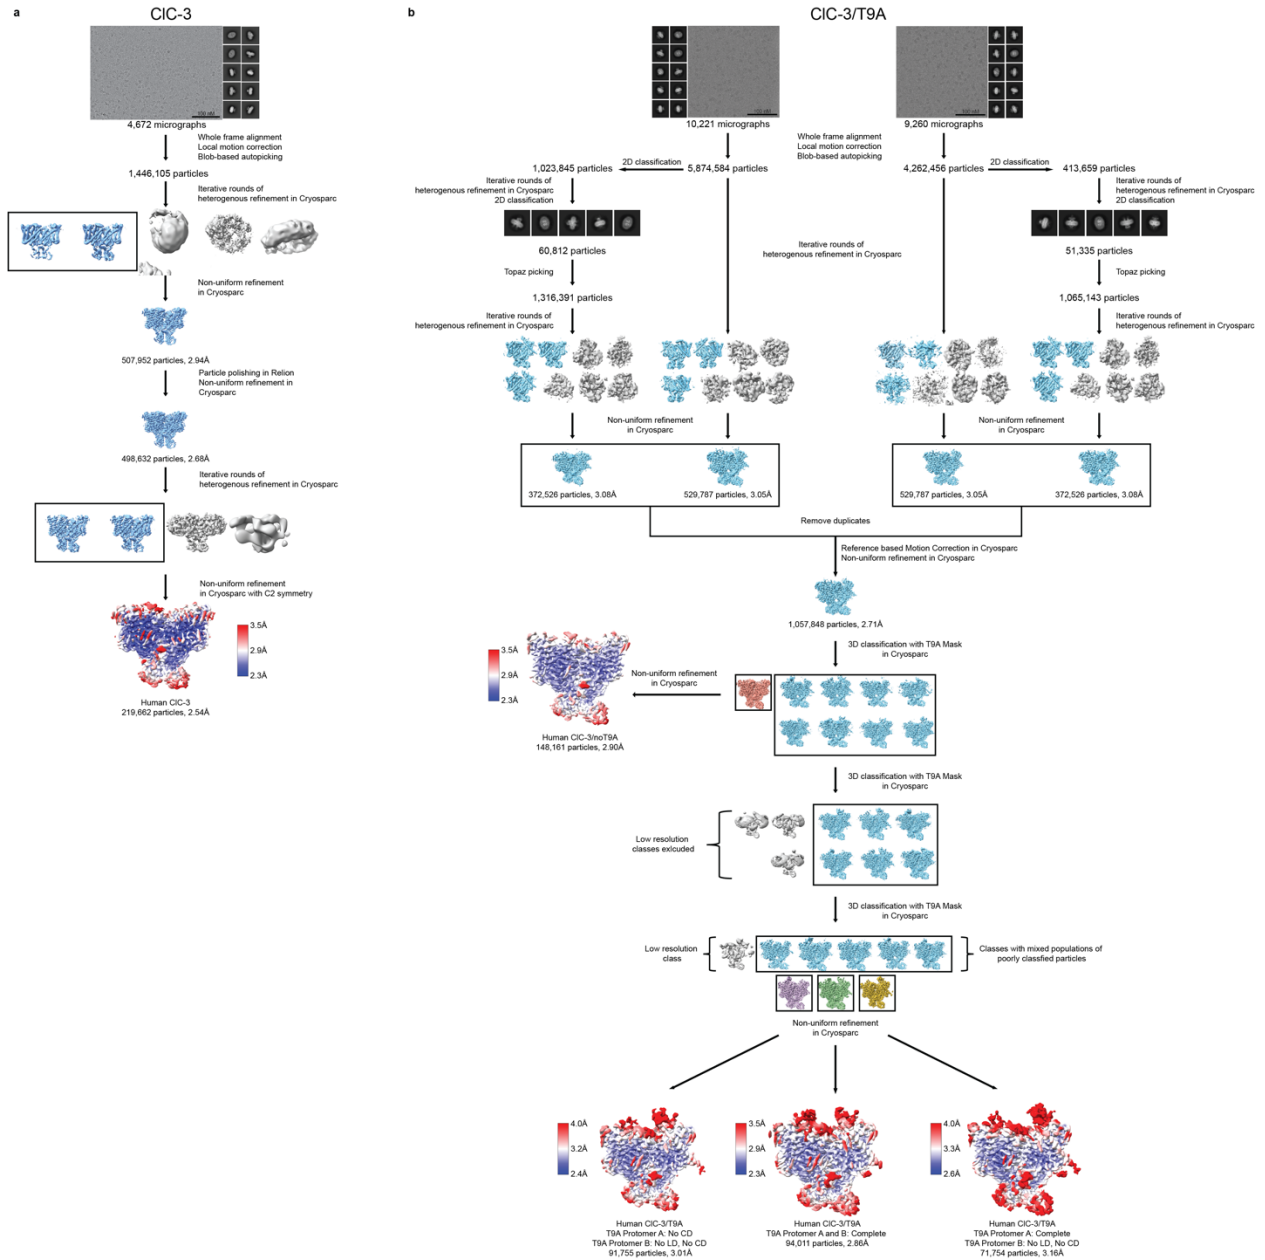 a
ClC-3
4,672 micrographs
Whole frame alignment
Local motion correction
Blob-based autopicking
1,446,105 particles
Iterative rounds of
heterogenous refinement in Cryosparc
Non-uniform refinement
in Cryosparc
507,952 particles, 2.94Å
Particle polishing in Relion
Non-uniform refinement in
Cryosparc
498,632 particles, 2.68Å
Iterative rounds of
heterogenous refinement in Cryosparc
Non-uniform refinement
in Cryosparc with C2 symmetry
3.5Å
2.9Å
2.3Å
Human ClC-3
219,662 particles, 2.54Å
b
ClC-3/T9A
10,221 micrographs
9,260 micrographs
Whole frame alignment
Local motion correction
Blob-based autopicking
1,023,845 particles
2D classification
5,874,584 particles
4,262,456 particles
2D classification
413,659 particles
Iterative rounds of
heterogenous refinement in Cryosparc
2D classification
Iterative rounds of
heterogenous refinement in Cryosparc
2D classification
60,812 particles
Iterative rounds of
heterogenous refinement in Cryosparc
51,335 particles
Topaz picking
Topaz picking
1,316,391 particles
1,065,143 particles
Iterative rounds of
heterogenous refinement in Cryosparc
Iterative rounds of
heterogenous refinement in Cryosparc
Non-uniform refinement
in Cryosparc
Non-uniform refinement
in Cryosparc
372,526 particles, 3.08Å
529,787 particles, 3.05Å
529,787 particles, 3.05Å
372,526 particles, 3.08Å
Remove duplicates
Reference based Motion Correction in Cryosparc
Non-uniform refinement in Cryosparc
1,057,848 particles, 2.71Å
3D classification with T9A Mask
in Cryosparc
3.5Å
2.9Å
2.3Å
Non-uniform refinement
in Cryosparc
Human ClC-3/noT9A
148,161 particles, 2.90Å
3D classification with T9A Mask
in Cryosparc
Low resolution
classes exlcuded
3D classification with T9A Mask
in Cryosparc
Low resolution
class
Classes with mixed populations of
poorly classfied particles
Non-uniform refinement
in Cryosparc
4.0Å
3.2Å
2.4Å
3.5Å
2.9Å
2.3Å
4.0Å
3.3Å
2.6Å
Human ClC-3/T9A
T9A Protomer A: No CD
T9A Protomer B: No LD, No CD
91,755 particles, 3.01Å
Human ClC-3/T9A
T9A Protomer A and B: Complete
94,011 particles, 2.86Å
Human ClC-3/T9A
T9A Protomer A: Complete
T9A Protomer B: No LD, No CD
71,754 particles, 3.16Å